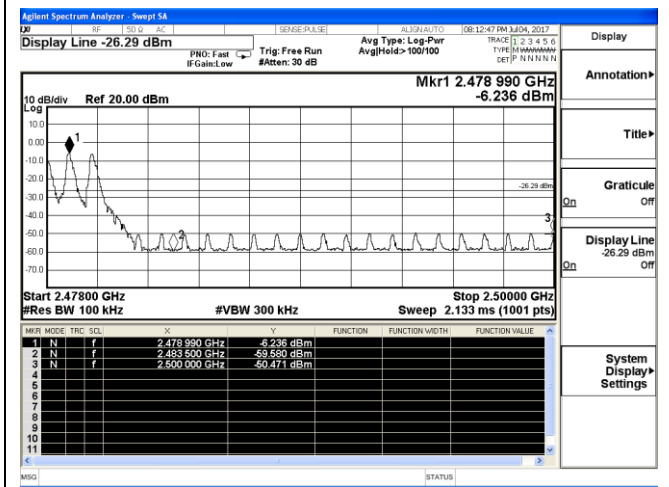 Agilent Spectrum Analyzer - Swept SA
LXI RF 50 Ω AC SENSE:PULSE ALIGNAUTO 08:12:47 PM Jul 04, 2017
Display Line -26.29 dBm
PNO: Fast
IFGain:Low
Trig: Free Run
#Atten: 30 dB
Avg Type: Log-Pwr
Avg|Hold:> 100/100
TRACE 1 2 3 4 5 6
TYPE M
DET P N N N N N
Mkr1 2.478 990 GHz
-6.236 dBm
10 dB/div Ref 20.00 dBm
Log
10.0
0.00
-10.0
-20.0
-30.0
-40.0
-50.0
-60.0
-70.0
1
2
3
-26.29 dBm
Start 2.47800 GHz Stop 2.50000 GHz
#Res BW 100 kHz #VBW 300 kHz Sweep 2.133 ms (1001 pts)
MKR MODE TRC SCL X Y FUNCTION FUNCTION WIDTH FUNCTION VALUE
1 N f 2.478 990 GHz -6.236 dBm
2 N f 2.483 500 GHz -59.580 dBm
3 N f 2.500 000 GHz -50.471 dBm
4
5
6
7
8
9
10
11
MSG STATUS
Display
Annotation
Title
Graticule
On Off
Display Line
-26.29 dBm
On Off
System
Display
Settings